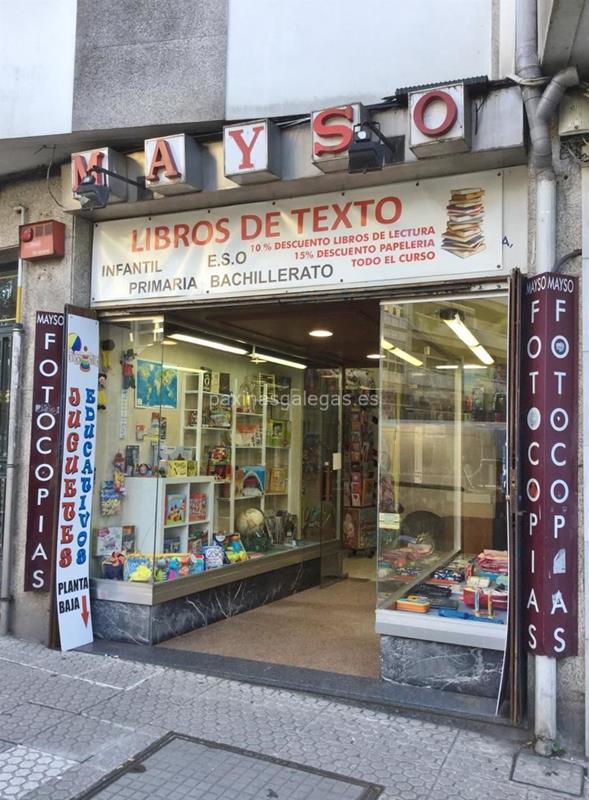 MAYSO
LIBROS DE TEXTO
10 % DESCUENTO LIBROS DE LECTURA
15% DESCUENTO PAPELERIA
TODO EL CURSO
INFANTIL E.S.O
PRIMARIA BACHILLERATO
MAYSO
FOTOCOPIAS
JUGUETES
EDUCATIVOS
PLANTA
BAJA
paxinasgalegas.es
MAYSO MAYSO
FOTOCOPIAS
FOTOCOPIAS